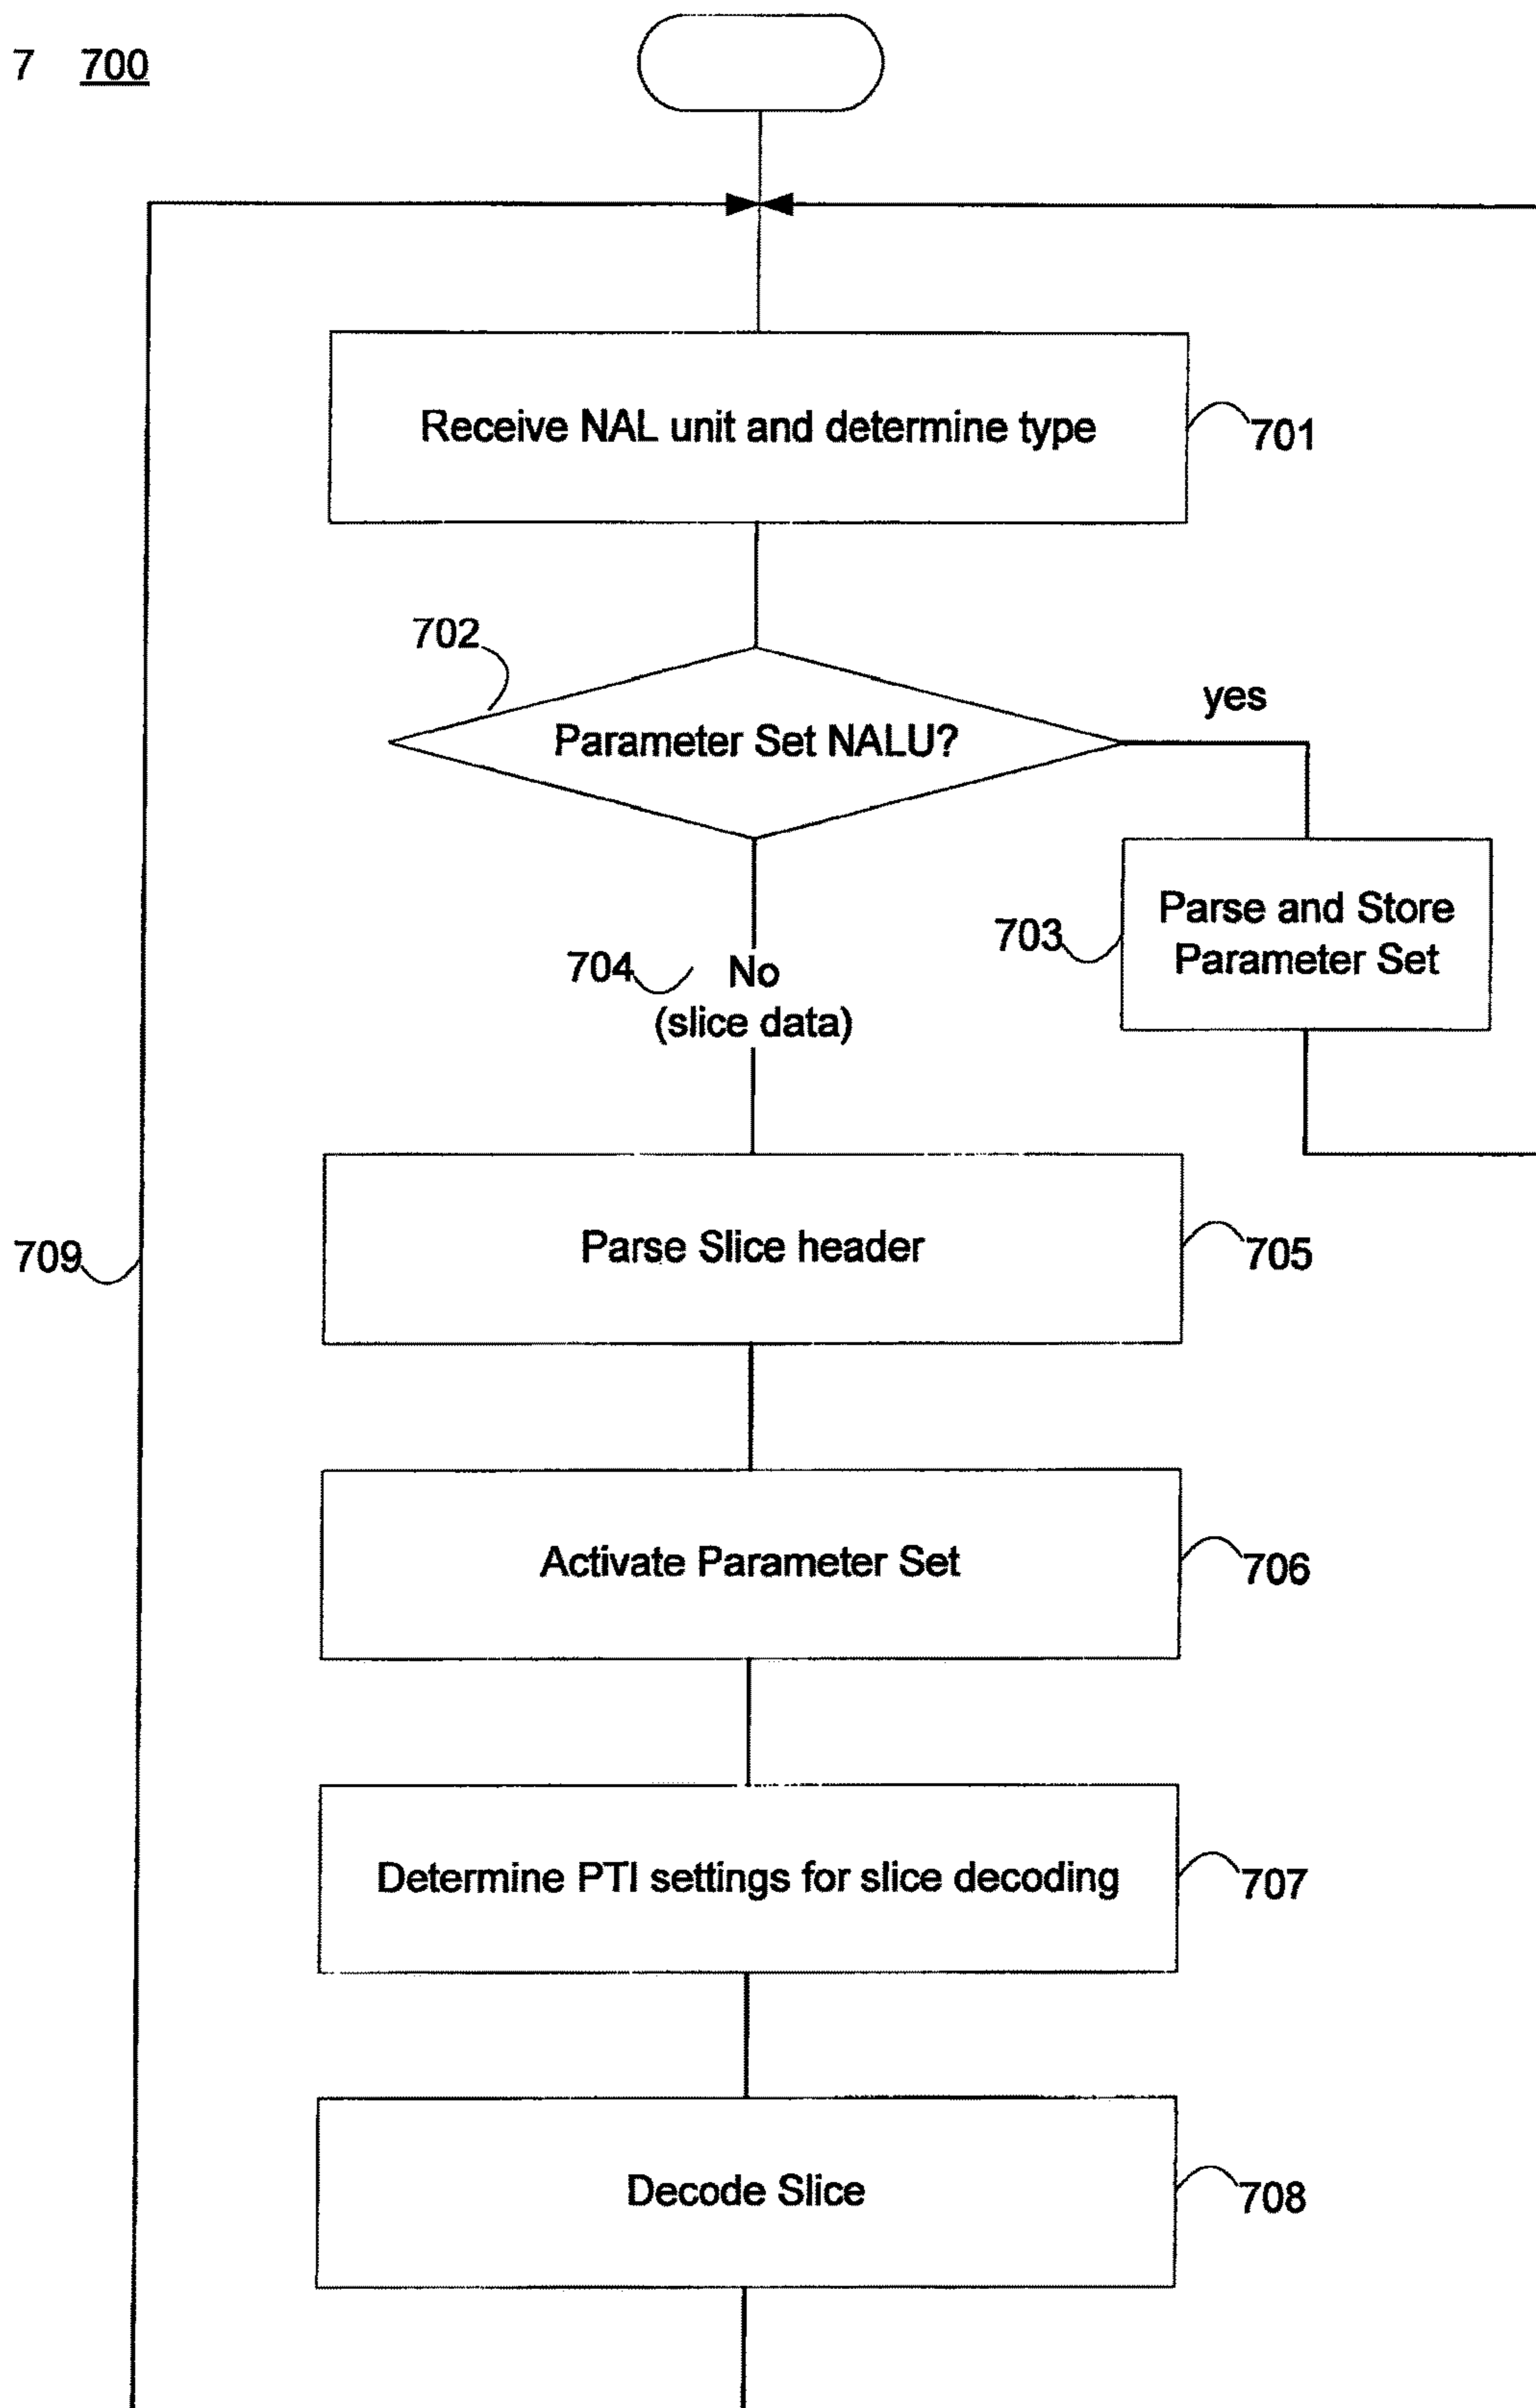 7 700
Receive NAL unit and determine type
701
702
Parameter Set NALU?
yes
703
Parse and Store
Parameter Set
704
No
(slice data)
Parse Slice header
705
709
Activate Parameter Set
706
Determine PTI settings for slice decoding
707
Decode Slice
708